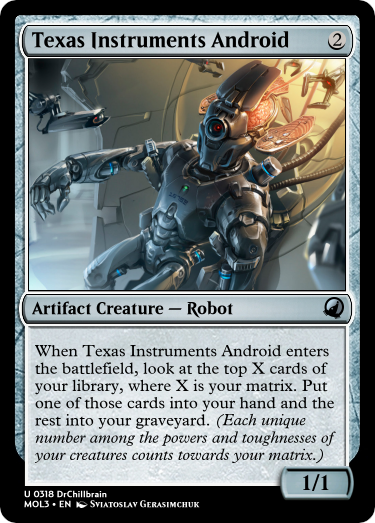 Texas Instruments Android 2
Artifact Creature — Robot
When Texas Instruments Android enters
the battlefield, look at the top X cards of
your library, where X is your matrix. Put
one of those cards into your hand and the
rest into your graveyard. (Each unique
number among the powers and toughnesses of
your creatures counts towards your matrix.)
1/1
U 0318 DrChillbrain
MOL3 • EN Sviatoslav Gerasimchuk